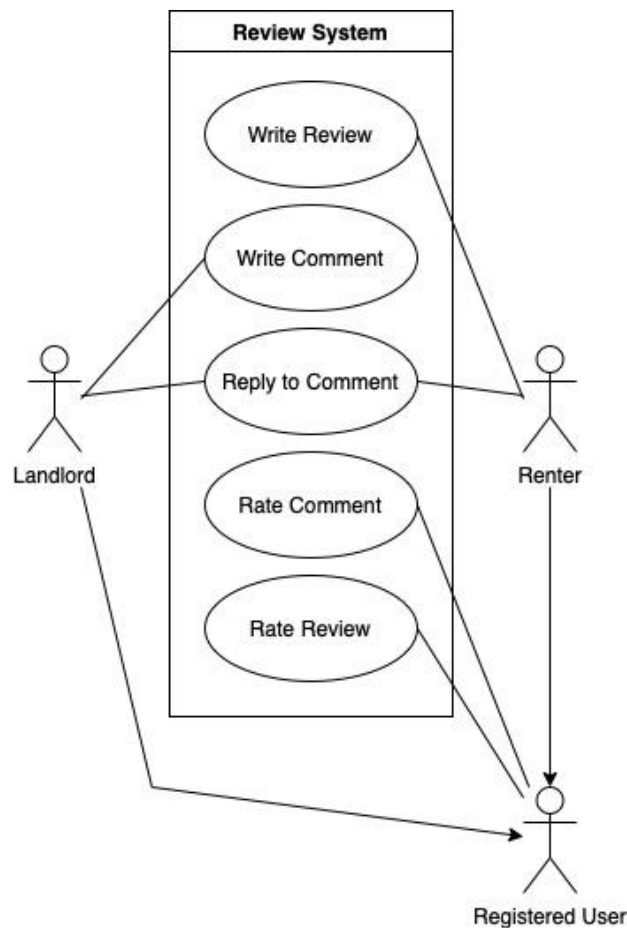 Review System
Write Review
Write Comment
Reply to Comment
Rate Comment
Rate Review
Landlord
Renter
Registered User